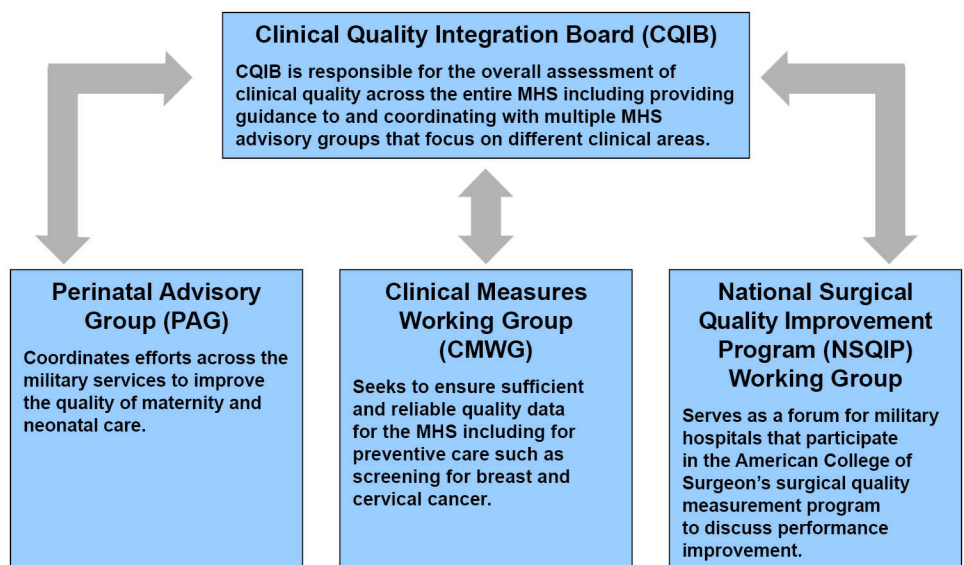 Clinical Quality Integration Board (CQIB)
CQIB is responsible for the overall assessment of
clinical quality across the entire MHS including providing
guidance to and coordinating with multiple MHS
advisory groups that focus on different clinical areas.
Perinatal Advisory
Group (PAG)
Coordinates efforts across the
military services to improve
the quality of maternity and
neonatal care.
Clinical Measures
Working Group
(CMWG)
Seeks to ensure sufficient
and reliable quality data
for the MHS including for
preventive care such as
screening for breast and
cervical cancer.
National Surgical
Quality Improvement
Program (NSQIP)
Working Group
Serves as a forum for military
hospitals that participate
in the American College of
Surgeon’s surgical quality
measurement program
to discuss performance
improvement.